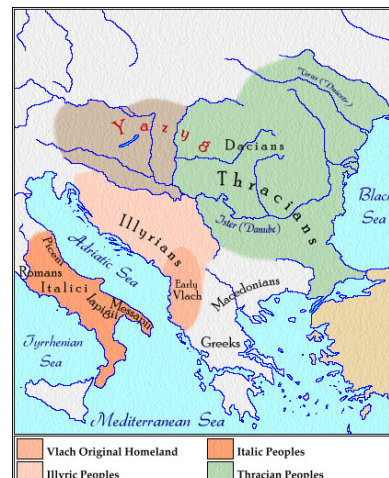 Tiras (Dniester)
Yazyg
Dacians
Thracians
Black
Sea
Ister (Danube)
Illyrians
Adriatic Sea
Piceni
Romans
Italici
Iapigii
Messapii
Early
Vlach
Macedonians
Greeks
Tyrrhenian
Sea
Mediterranean Sea
Vlach Original Homeland
Italic Peoples
Illyric Peoples
Thracian Peoples